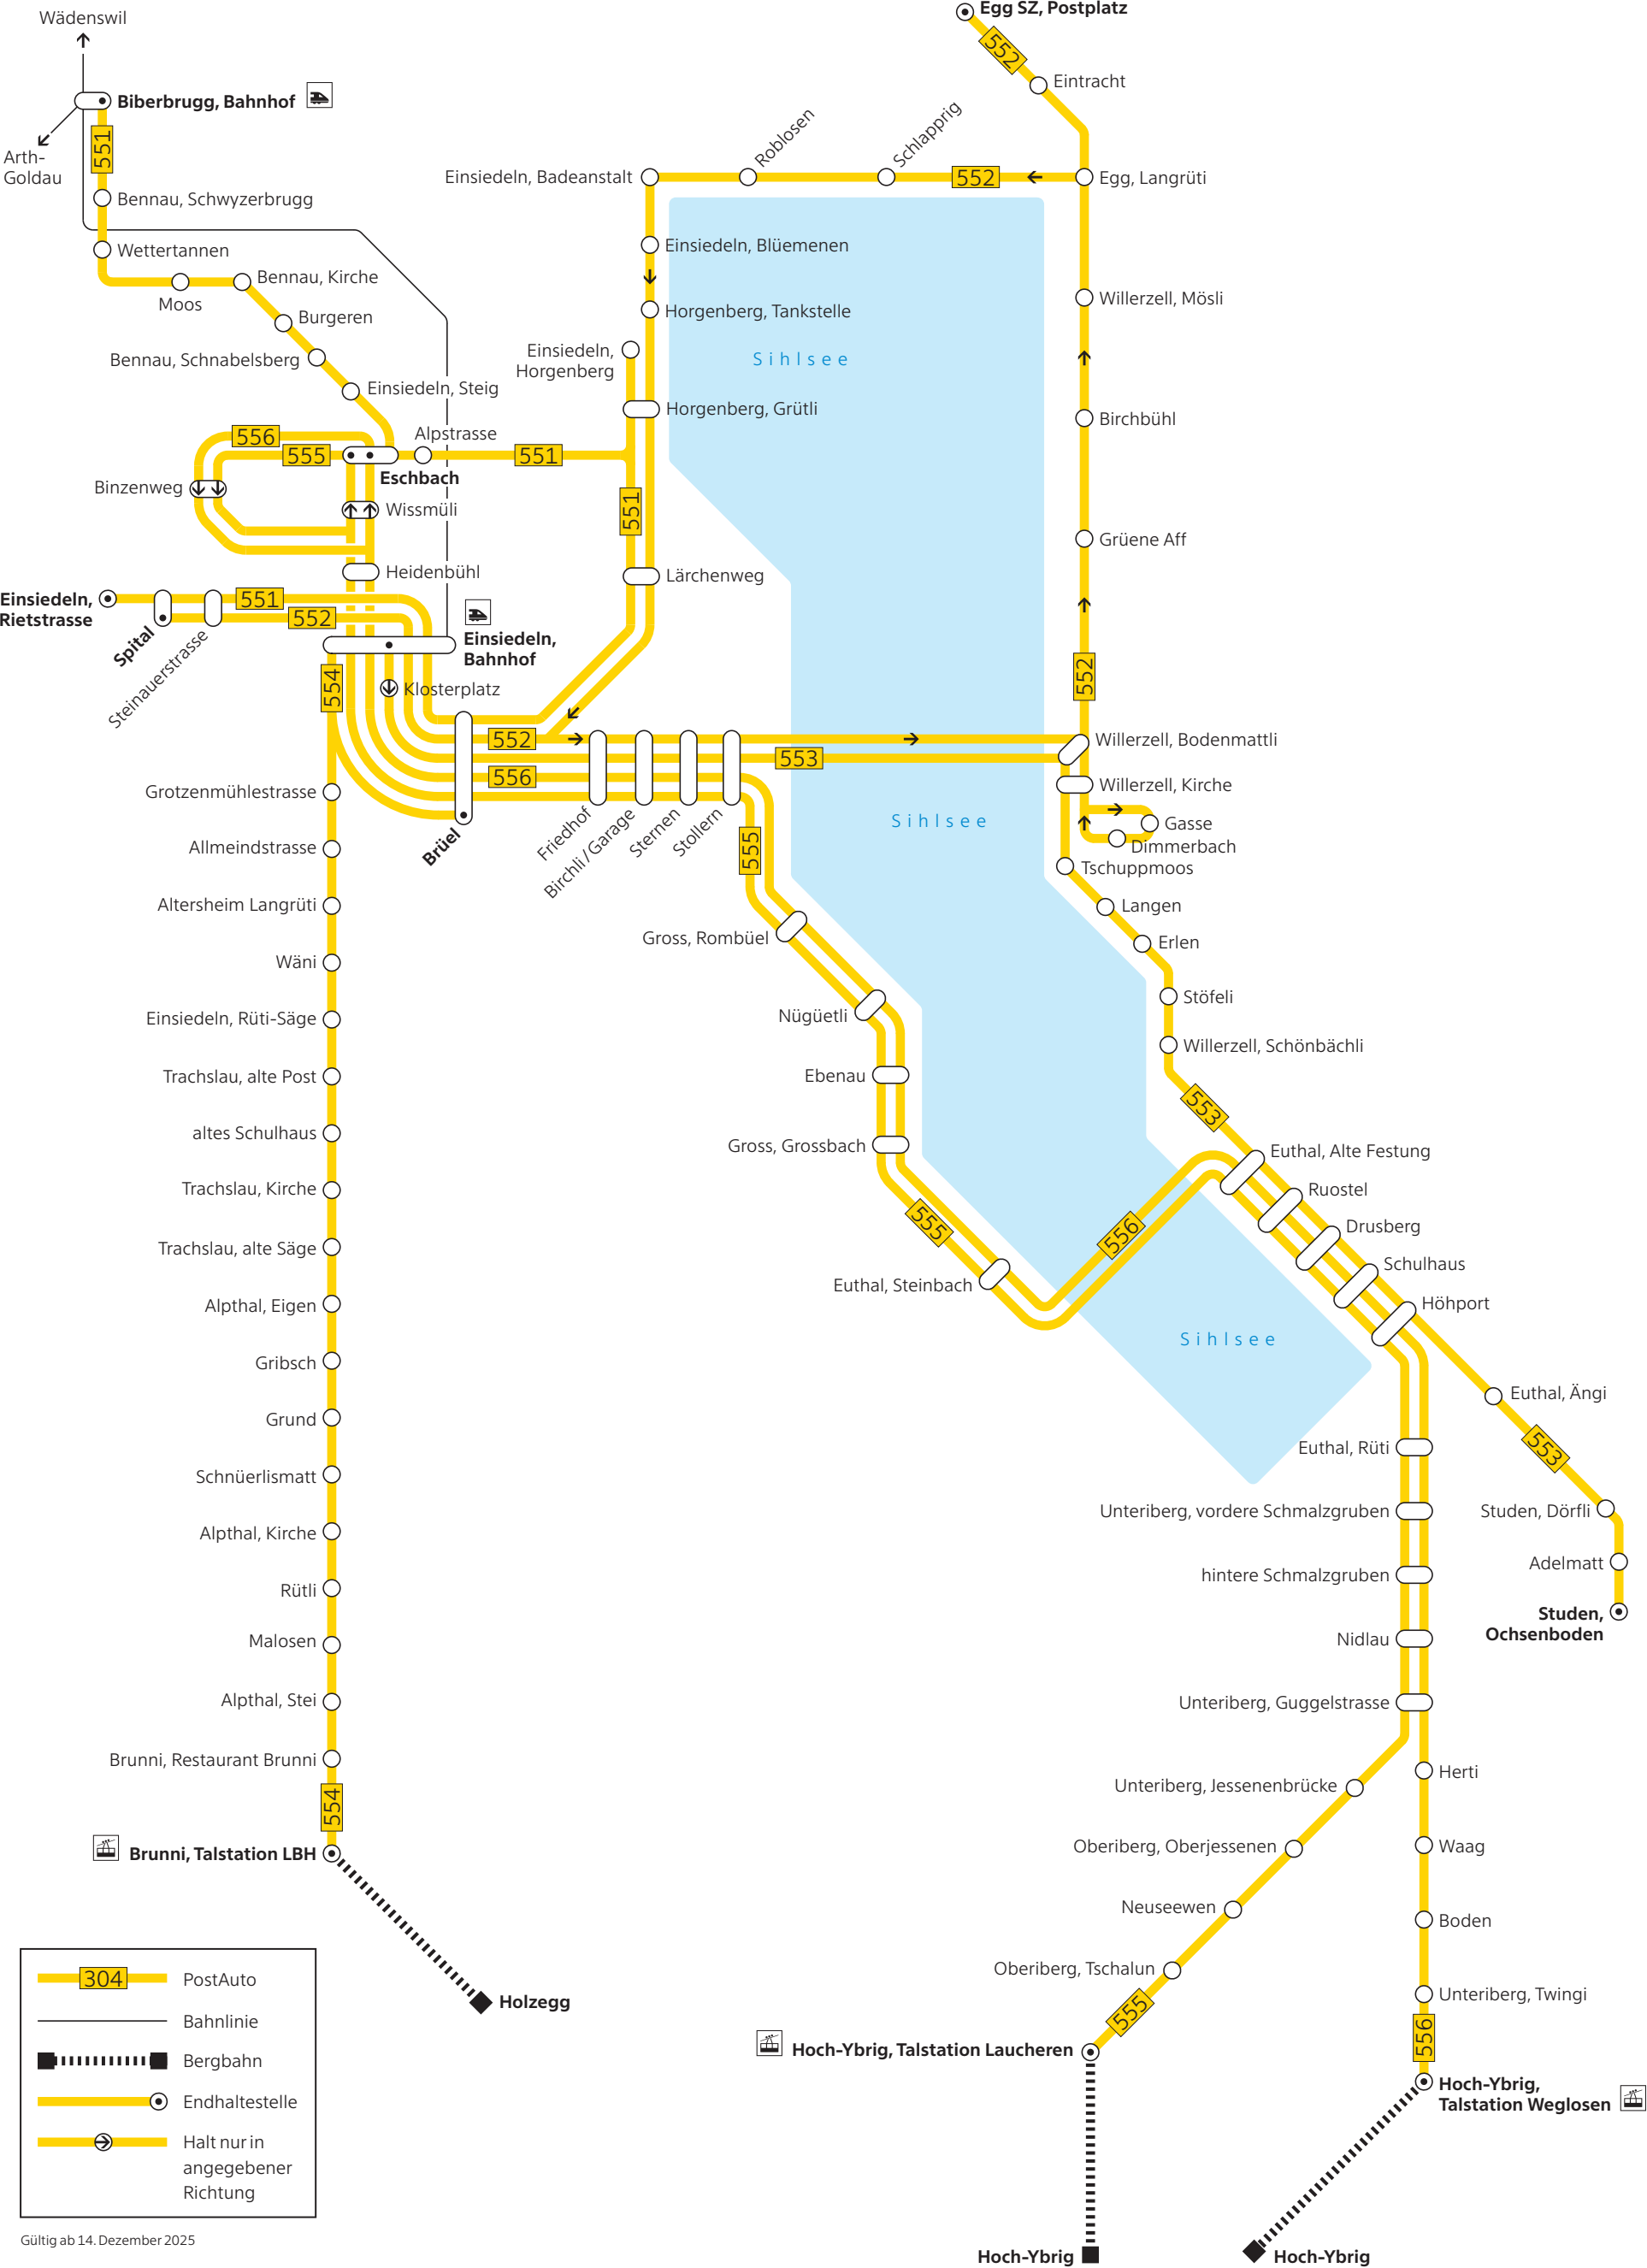 Wädenswil
Egg SZ, Postplatz
552
Eintracht
Biberbrugg, Bahnhof
551
Arth-
Goldau
Roblosen
Schlapprig
Einsiedeln, Badeanstalt
552
Egg, Langrüti
Bennau, Schwyzerbrugg
Wettertannen
Einsiedeln, Blüemenen
Bennau, Kirche
Moos
Willerzell, Mösli
Burgeren
Horgenberg, Tankstelle
Bennau, Schnabelsberg
Einsiedeln,
Horgenberg
Sihlsee
Einsiedeln, Steig
Horgenberg, Grütli
Birchbühl
556
Alpstrasse
555
551
Eschbach
Binzenweg
Wissmüli
551
Grüene Aff
Heidenbühl
Lärchenweg
Einsiedeln,
Rietstrasse
551
552
Spital
Steinauerstrasse
Einsiedeln,
Bahnhof
554
Klosterplatz
552
552
553
556
Willerzell, Bodenmattli
Willerzell, Kirche
Grotzenmühlestrasse
Brüel
Friedhof
Birchli / Garage
Sternen
Stollern
Sihlsee
Gasse
Dimmerbach
Allmeindstrasse
555
Tschuppmoos
Altersheim Langrüti
Langen
Gross, Rombüel
Erlen
Wäni
Stöfeli
Einsiedeln, Rüti-Säge
Nügüetli
Willerzell, Schönbächli
Trachslau, alte Post
Ebenau
553
altes Schulhaus
Gross, Grossbach
Euthal, Alte Festung
Trachslau, Kirche
Ruostel
555
556
Drusberg
Trachslau, alte Säge
Schulhaus
Euthal, Steinbach
Alpthal, Eigen
Höhport
Sihlsee
Gribsch
Euthal, Ängi
Grund
Euthal, Rüti
553
Schnüerlismatt
Unteriberg, vordere Schmalzgruben
Studen, Dörfli
Alpthal, Kirche
hintere Schmalzgruben
Adelmatt
Rütli
Studen,
Ochsenboden
Malosen
Nidlau
Alpthal, Stei
Unteriberg, Guggelstrasse
Brunni, Restaurant Brunni
Herti
Unteriberg, Jessenenbrücke
554
Brunni, Talstation LBH
Oberiberg, Oberjessenen
Waag
Neuseewen
Boden
Oberiberg, Tschalun
Unteriberg, Twingi
Holzegg
555
556
Hoch-Ybrig, Talstation Laucheren
Hoch-Ybrig,
Talstation Weglosen
304
PostAuto
Bahnlinie
Bergbahn
Endhaltestelle
Halt nur in
angegebener
Richtung
Gültig ab 14. Dezember 2025
Hoch-Ybrig
Hoch-Ybrig